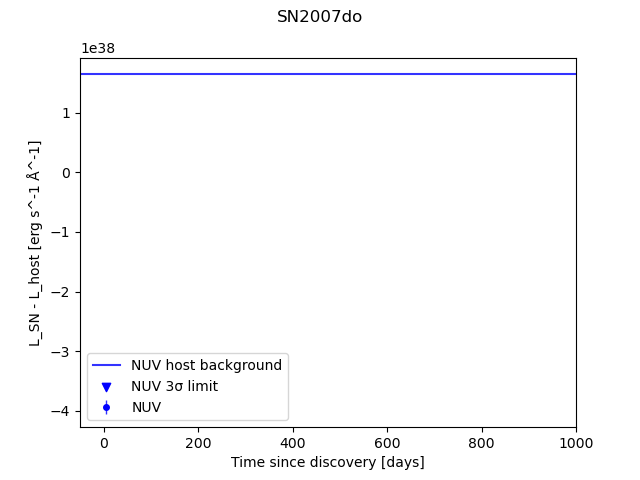 SN2007do
1e38
1
0
−1
−2
−3
−4
L_SN - L_host [erg s^-1 Å^-1]
NUV host background
NUV 3σ limit
NUV
0 200 400 600 800 1000
Time since discovery [days]